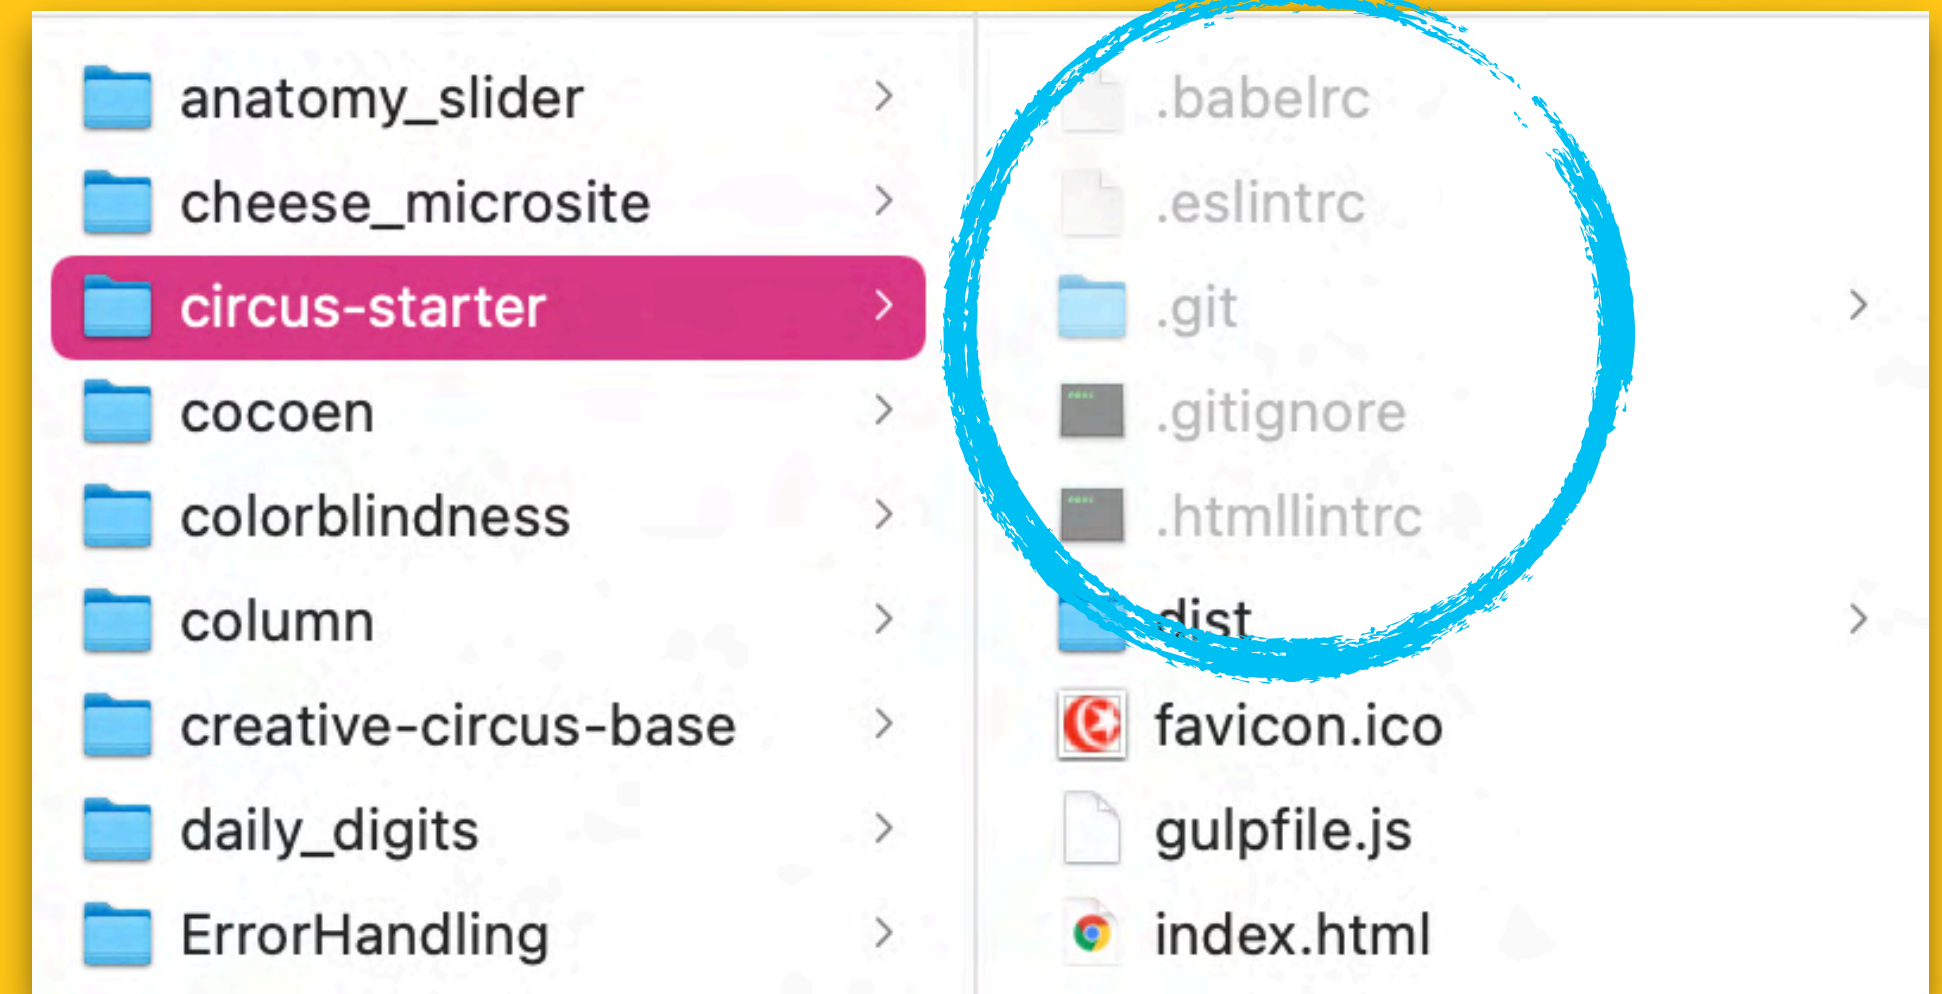 anatomy_slider
cheese_microsite
circus-starter
cocoen
colorblindness
column
creative-circus-base
daily_digits
ErrorHandling
.babelrc
.eslintrc
.git
.gitignore
.htmllintrc
dist
favicon.ico
gulpfile.js
index.html